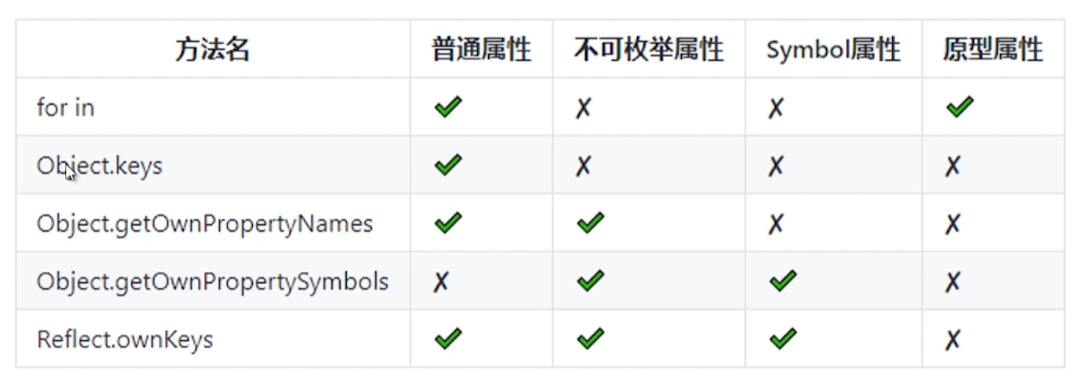 方法名 普通属性 不可枚举属性 Symbol属性 原型属性
for in ✔ ✗ ✗ ✔
Object.keys ✔ ✗ ✗ ✗
Object.getOwnPropertyNames ✔ ✔ ✗ ✗
Object.getOwnPropertySymbols ✗ ✔ ✔ ✗
Reflect.ownKeys ✔ ✔ ✔ ✗